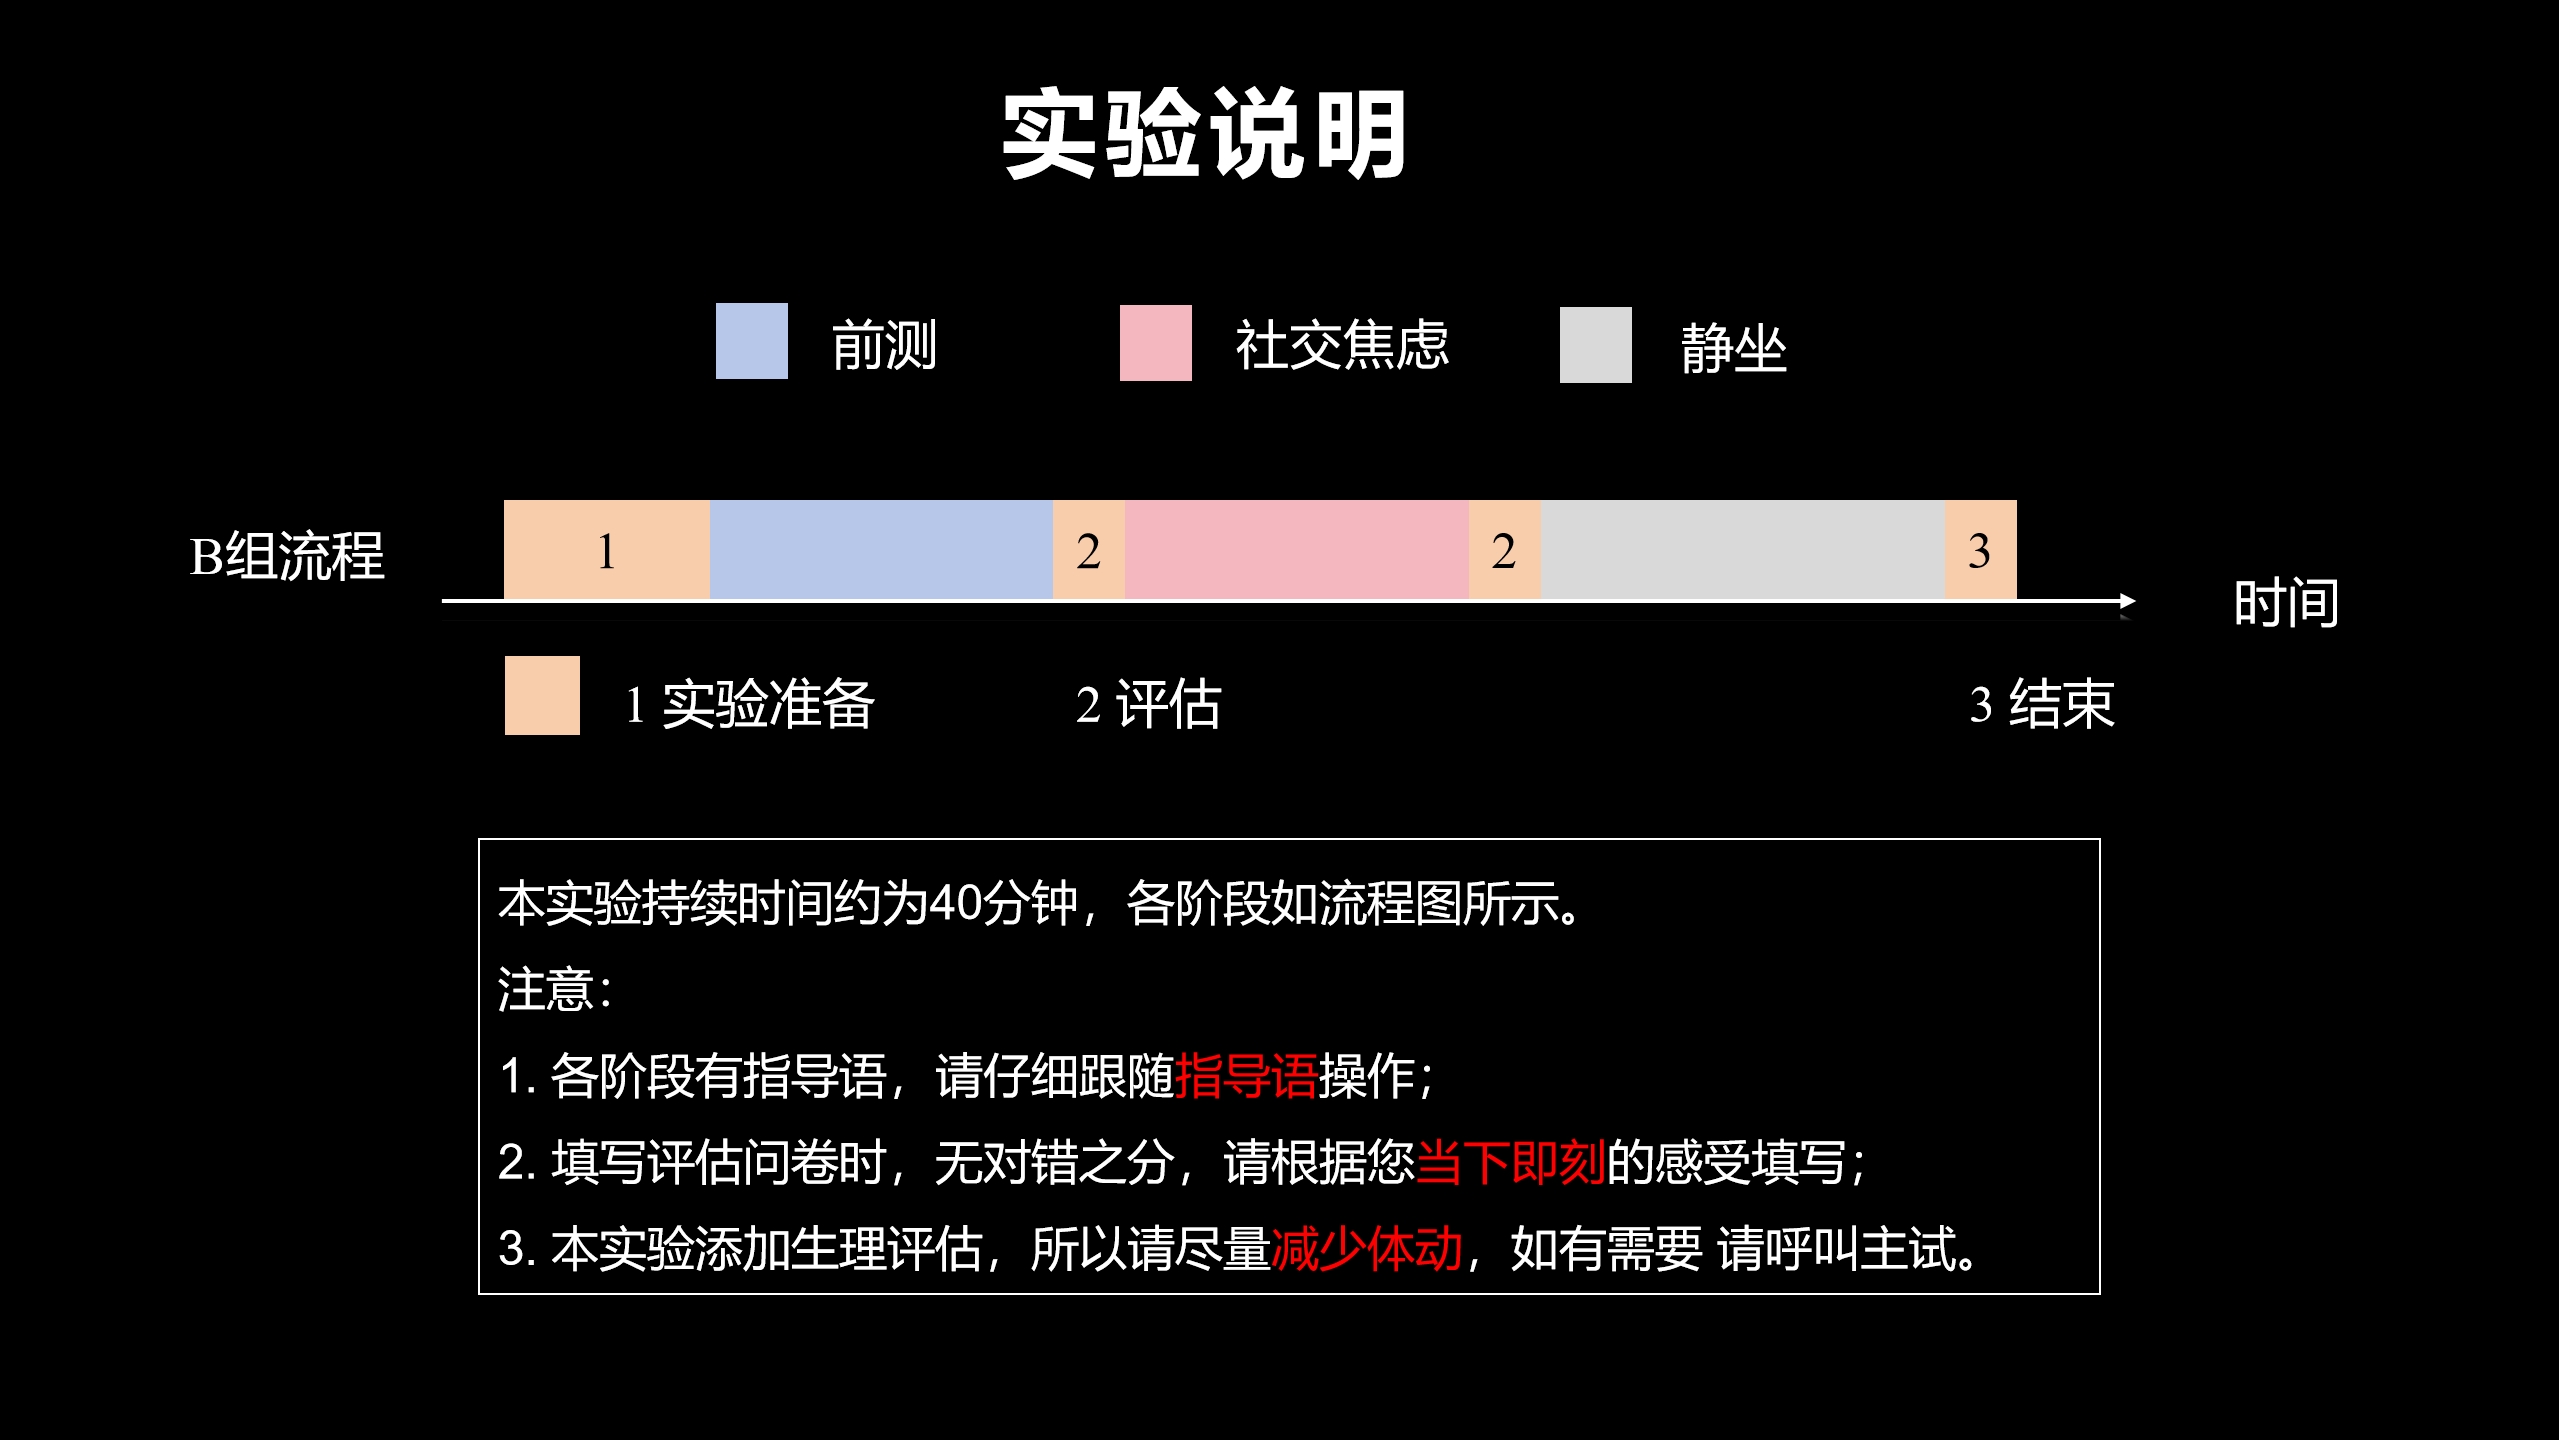 实验说明
前测
社交焦虑
静坐
B组流程
1
2
2
3
时间
1 实验准备
2 评估
3 结束
本实验持续时间约为40分钟，各阶段如流程图所示。
注意：
1. 各阶段有指导语，请仔细跟随指导语操作；
2. 填写评估问卷时，无对错之分，请根据您当下即刻的感受填写；
3. 本实验添加生理评估，所以请尽量减少体动，如有需要 请呼叫主试。